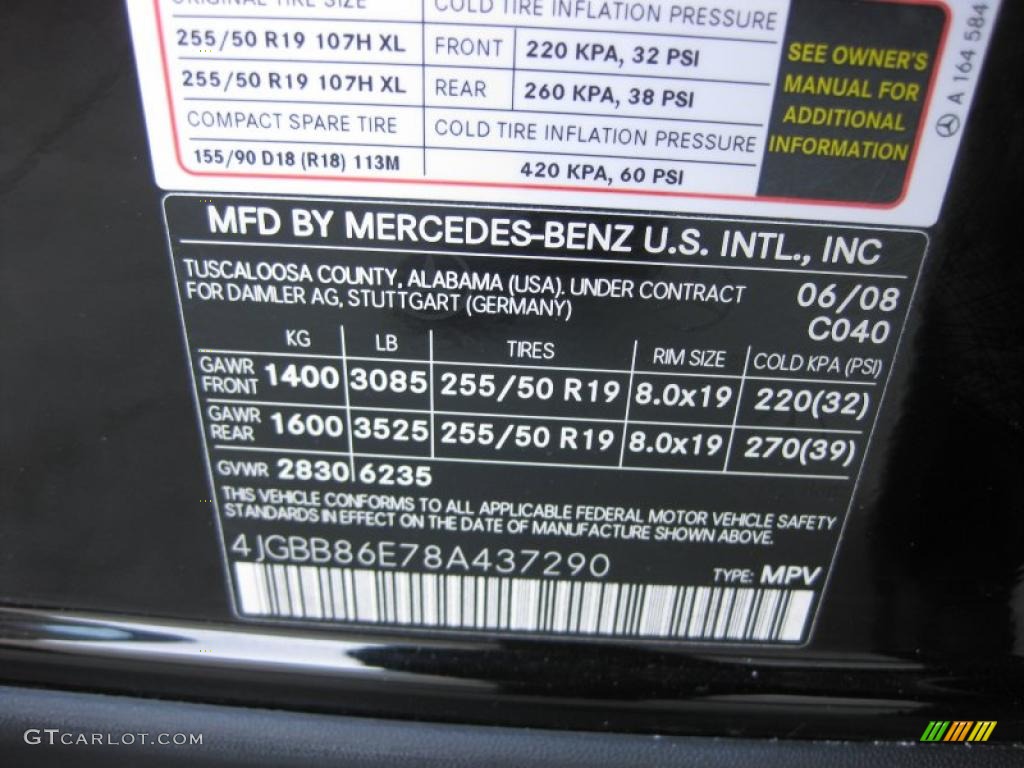 ORIGINAL TIRE SIZE COLD TIRE INFLATION PRESSURE
255/50 R19 107H XL FRONT 220 KPA, 32 PSI
255/50 R19 107H XL REAR 260 KPA, 38 PSI
COMPACT SPARE TIRE COLD TIRE INFLATION PRESSURE
155/90 D18 (R18) 113M 420 KPA, 60 PSI
SEE OWNER'S
MANUAL FOR
ADDITIONAL
INFORMATION
A 164 584
MFD BY MERCEDES-BENZ U.S. INTL., INC
TUSCALOOSA COUNTY, ALABAMA (USA). UNDER CONTRACT
FOR DAIMLER AG, STUTTGART (GERMANY)
06/08
C040
KG LB TIRES RIM SIZE COLD KPA (PSI)
GAWR FRONT 1400 3085 255/50 R19 8.0x19 220(32)
GAWR REAR 1600 3525 255/50 R19 8.0x19 270(39)
GVWR 2830 6235
THIS VEHICLE CONFORMS TO ALL APPLICABLE FEDERAL MOTOR VEHICLE SAFETY
STANDARDS IN EFFECT ON THE DATE OF MANUFACTURE SHOWN ABOVE.
4JGBB86E78A437290
TYPE: MPV
GTCARLOT.COM